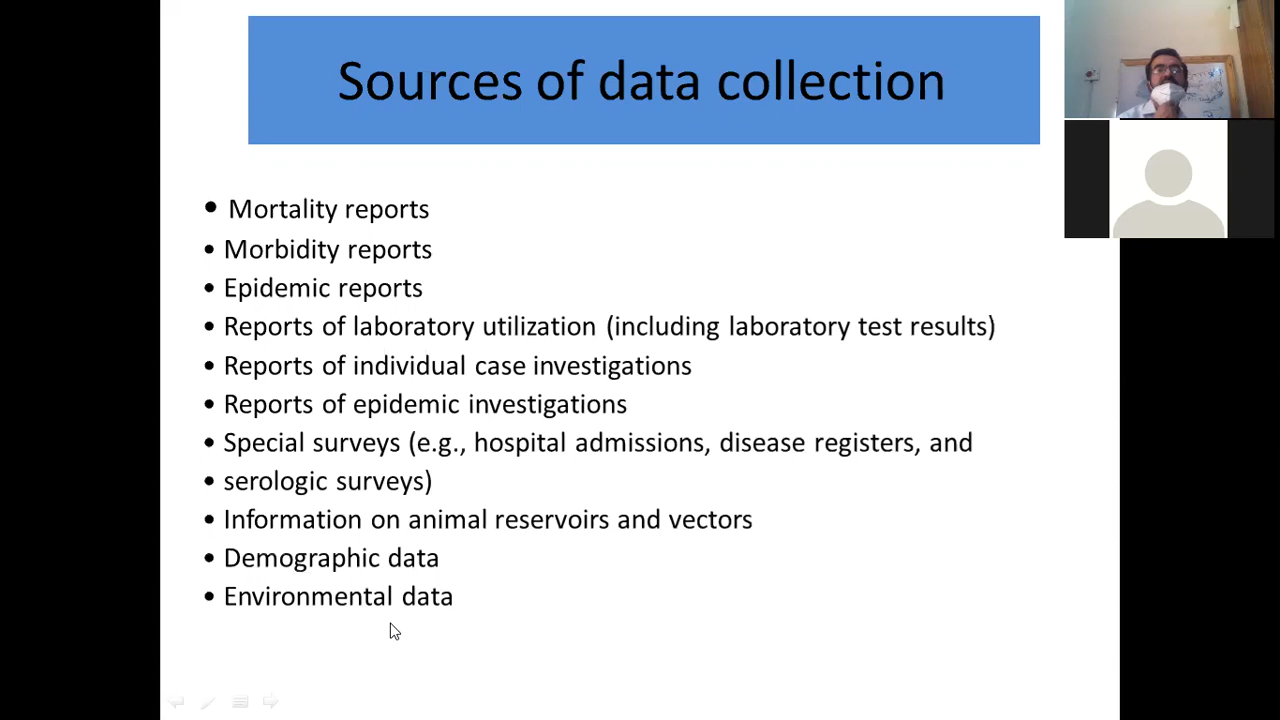 Sources of data collection
• Mortality reports
• Morbidity reports
• Epidemic reports
• Reports of laboratory utilization (including laboratory test results)
• Reports of individual case investigations
• Reports of epidemic investigations
• Special surveys (e.g., hospital admissions, disease registers, and
• serologic surveys)
• Information on animal reservoirs and vectors
• Demographic data
• Environmental data